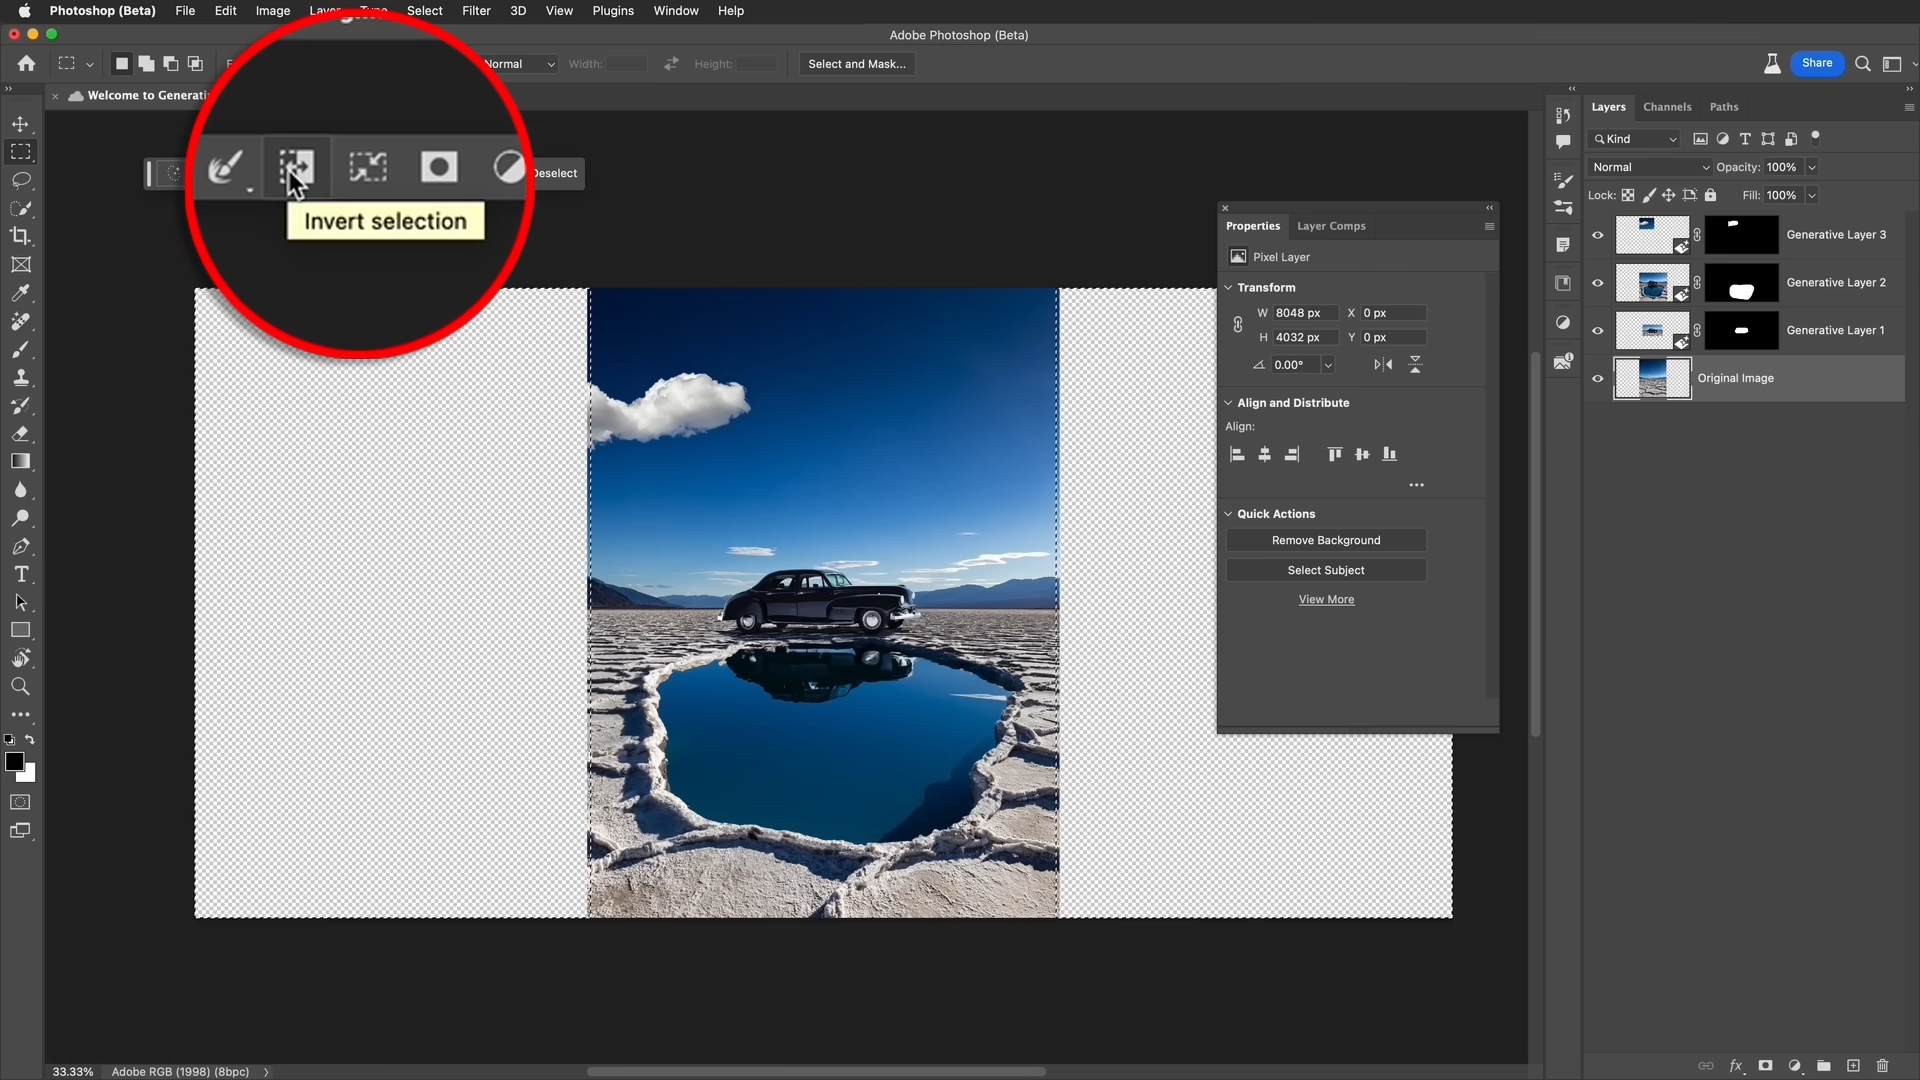 Photoshop (Beta) File Edit Image Layer Type Select Filter 3D View Plugins Window Help
Adobe Photoshop (Beta)
Normal Width: Height: Select and Mask... Share
Welcome to Generati
Deselect
Invert selection
Properties Layer Comps
Pixel Layer
Transform
W 8048 px X 0 px
H 4032 px Y 0 px
0.00°
Align and Distribute
Align:
Quick Actions
Remove Background
Select Subject
View More
Layers Channels Paths
Kind
Normal Opacity: 100%
Lock: Fill: 100%
Generative Layer 3
Generative Layer 2
Generative Layer 1
Original Image
fx
33.33% Adobe RGB (1998) (8bpc)